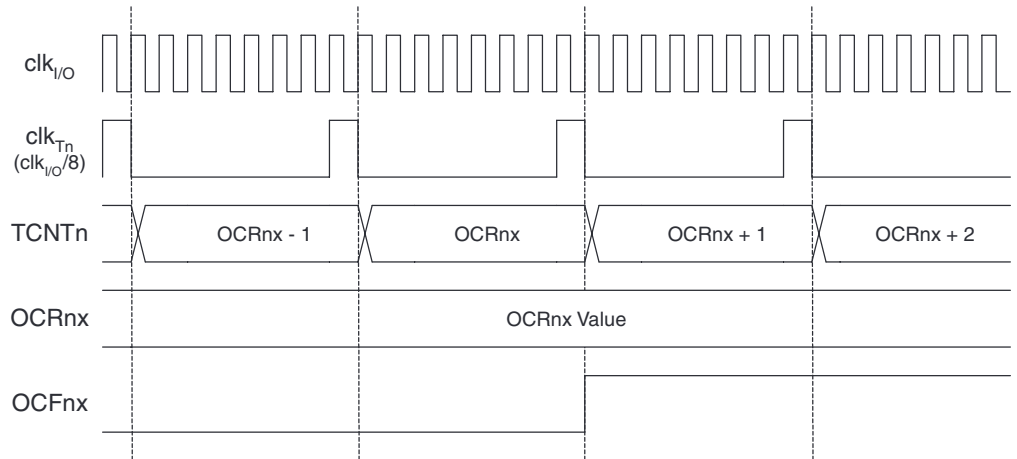 clkI/O
clkTn
(clkI/O/8)
TCNTn OCRnx - 1 OCRnx OCRnx + 1 OCRnx + 2
OCRnx OCRnx Value
OCFnx